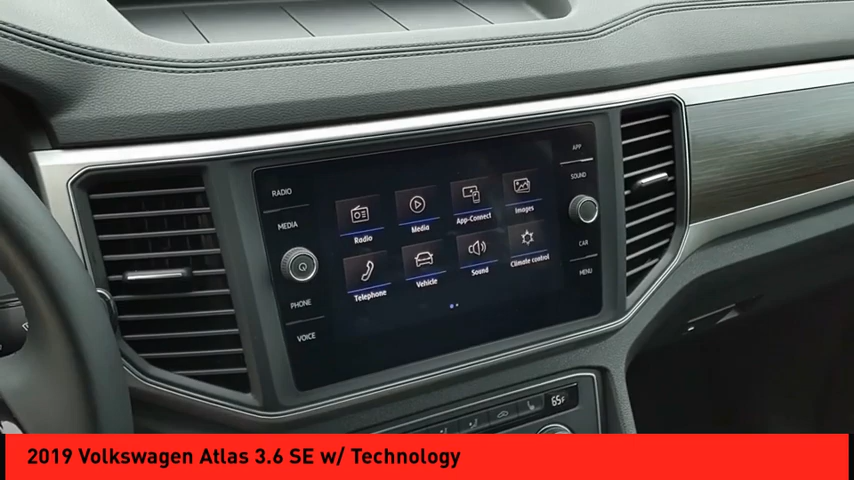 RADIO
MEDIA
PHONE
VOICE
Radio
Media
App-Connect
Images
Telephone
Vehicle
Sound
Climate control
APP
SOUND
CAR
MENU
65°F
2019 Volkswagen Atlas 3.6 SE w/ Technology